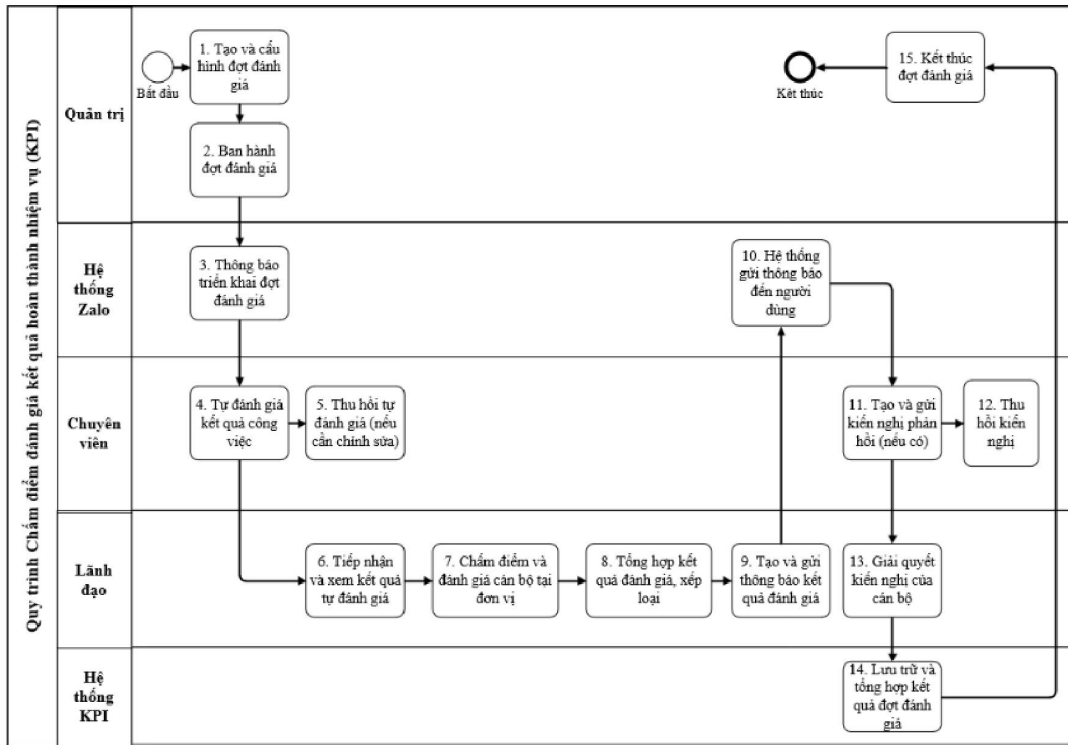 Quy trình Chấm điểm đánh giá kết quả hoàn thành nhiệm vụ (KPI)
Quản trị
Bắt đầu
1. Tạo và cấu
hình đợt đánh
giá
2. Ban hành
đợt đánh giá
Kết thúc
15. Kết thúc
đợt đánh giá
Hệ
thống
Zalo
3. Thông báo
triển khai đợt
đánh giá
10. Hệ thống
gửi thông báo
đến người
dùng
Chuyên
viên
4. Tự đánh giá
kết quả công
việc
5. Thu hồi tự
đánh giá (nếu
cần chỉnh sửa)
11. Tạo và gửi
kiến nghị phản
hồi (nếu có)
12. Thu
hồi kiến
nghị
Lãnh
đạo
6. Tiếp nhận
và xem kết quả
tự đánh giá
7. Chấm điểm và
đánh giá cán bộ tại
đơn vị
8. Tổng hợp kết
quả đánh giá, xếp
loại
9. Tạo và gửi
thông báo kết
quả đánh giá
13. Giải quyết
kiến nghị của
cán bộ
Hệ
thống
KPI
14. Lưu trữ và
tổng hợp kết
quả đợt đánh
giá